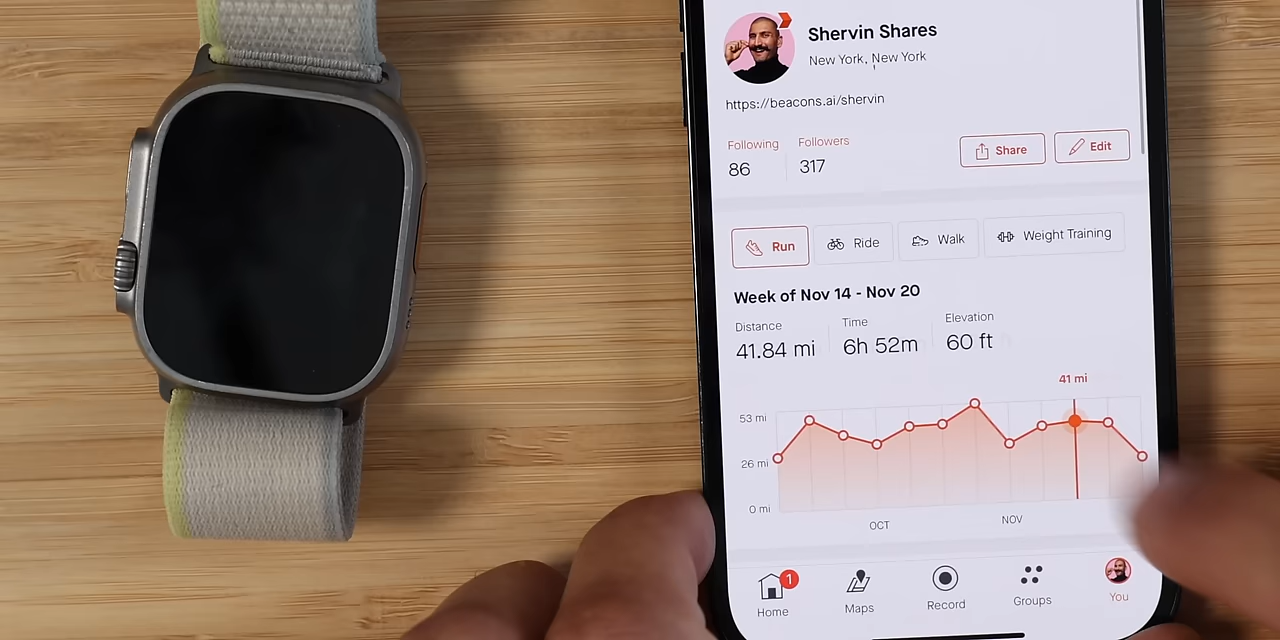 Shervin Shares
New York, New York
https://beacons.ai/shervin
Following
Followers
86
317
Share
Edit
Run
Ride
Walk
Weight Training
Week of Nov 14 - Nov 20
Distance
Time
Elevation
41.84 mi
6h 52m
60 ft
41 mi
53 mi
26 mi
0 mi
OCT
NOV
1
Home
Maps
Record
Groups
You